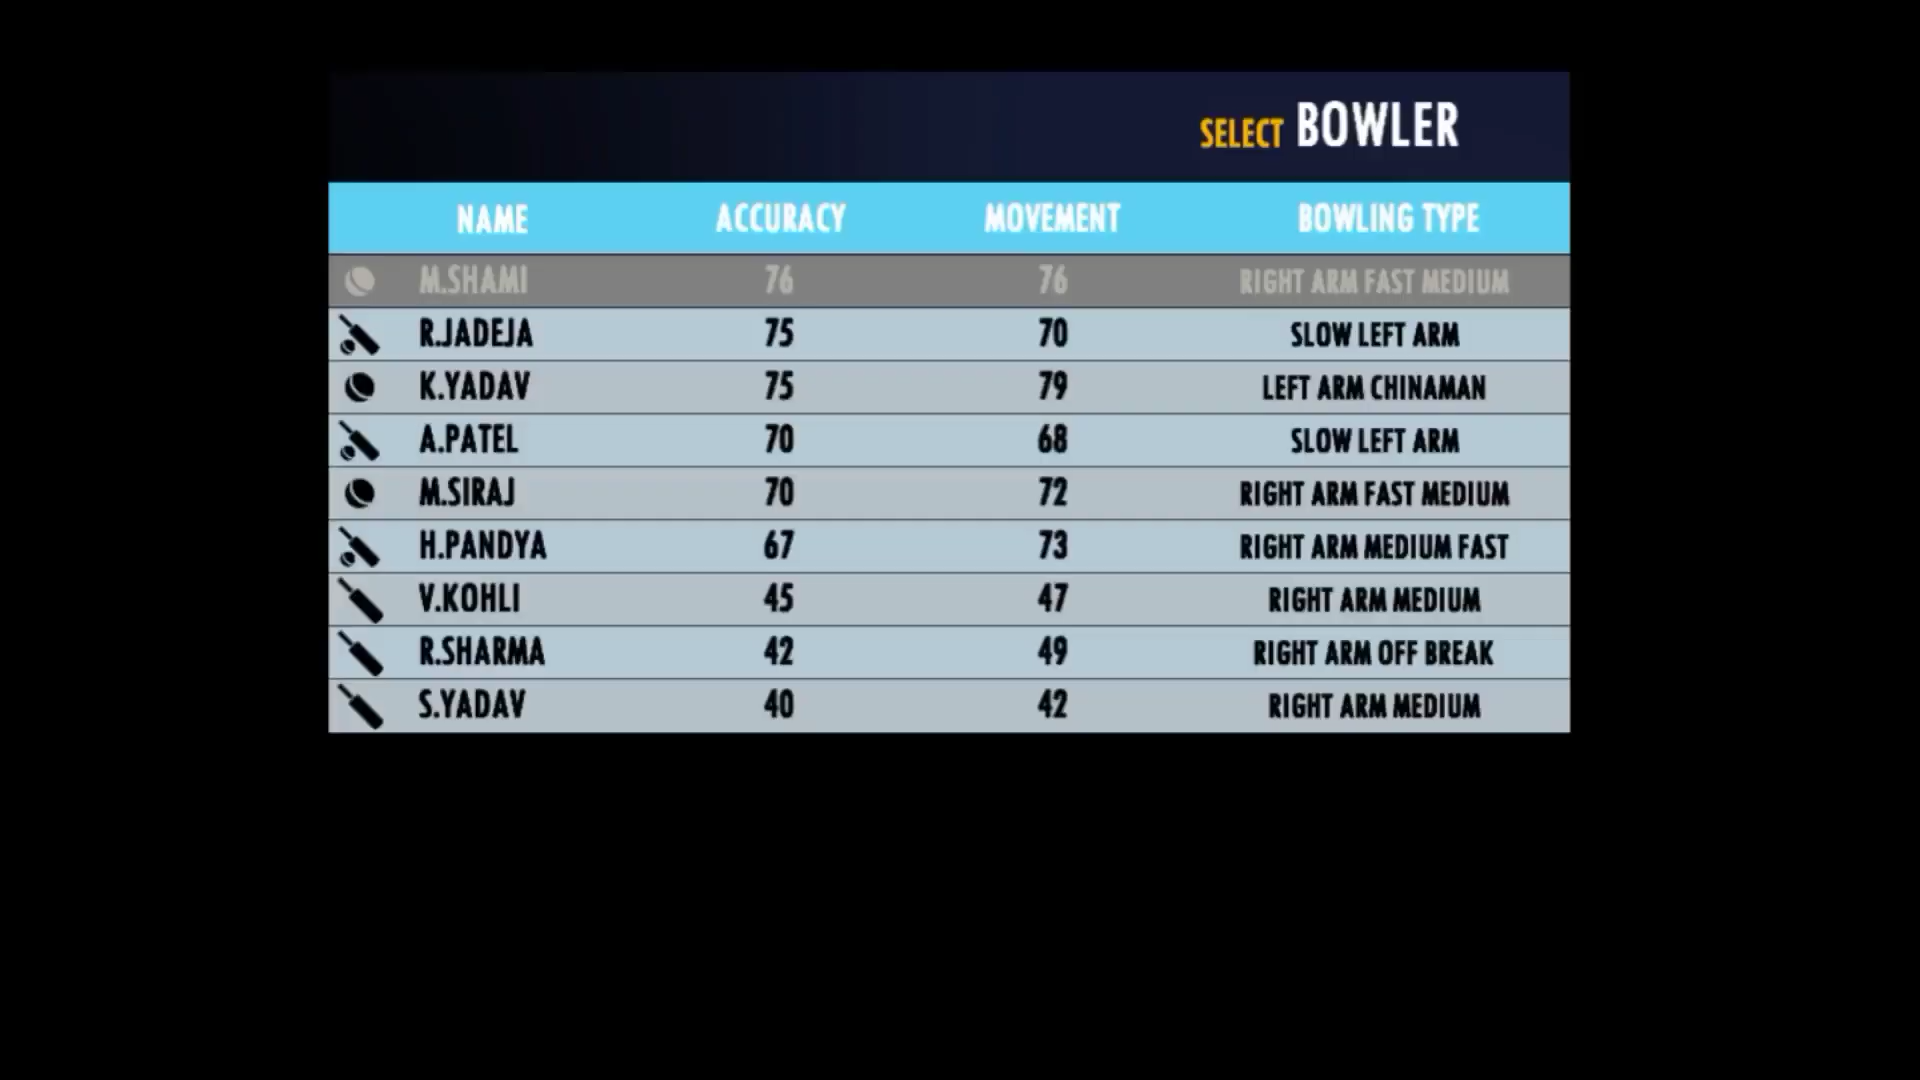 SELECT BOWLER
NAME ACCURACY MOVEMENT BOWLING TYPE
M.SHAMI 76 76 RIGHT ARM FAST MEDIUM
R.JADEJA 75 70 SLOW LEFT ARM
K.YADAV 75 79 LEFT ARM CHINAMAN
A.PATEL 70 68 SLOW LEFT ARM
M.SIRAJ 70 72 RIGHT ARM FAST MEDIUM
H.PANDYA 67 73 RIGHT ARM MEDIUM FAST
V.KOHLI 45 47 RIGHT ARM MEDIUM
R.SHARMA 42 49 RIGHT ARM OFF BREAK
S.YADAV 40 42 RIGHT ARM MEDIUM